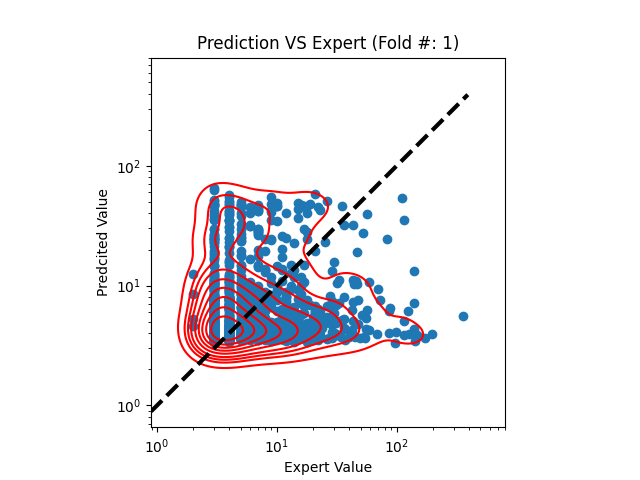 Prediction VS Expert (Fold #: 1)
Predcited Value
10²
10¹
10⁰
10⁰ 10¹ 10²
Expert Value